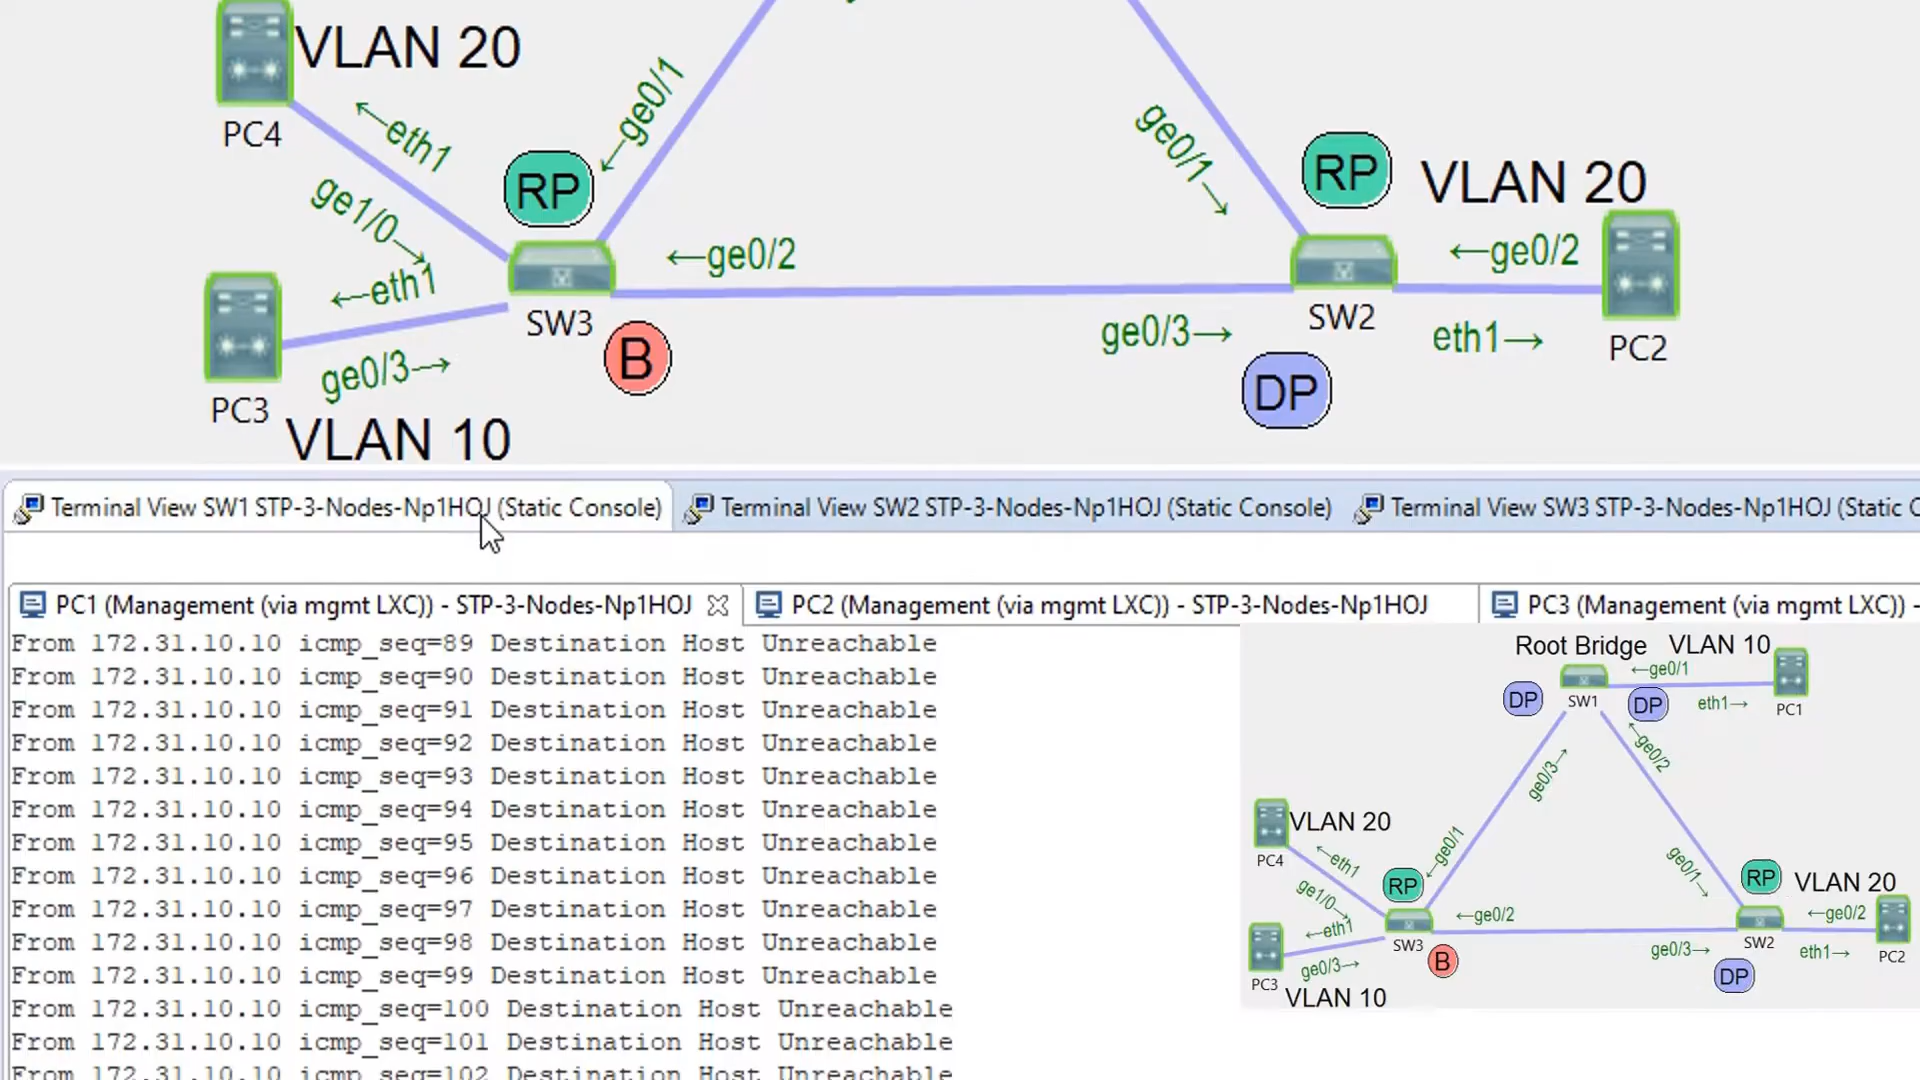 VLAN 20
PC4
←eth1
←ge0/1
ge1/0→
RP
←ge0/2
SW3
←eth1
ge0/3→
PC3
B
VLAN 10
ge0/1→
RP
VLAN 20
←ge0/2
SW2
ge0/3→
eth1→
PC2
DP
Terminal View SW1 STP-3-Nodes-Np1HOJ (Static Console)
Terminal View SW2 STP-3-Nodes-Np1HOJ (Static Console)
Terminal View SW3 STP-3-Nodes-Np1HOJ (Static C
PC1 (Management (via mgmt LXC)) - STP-3-Nodes-Np1HOJ
PC2 (Management (via mgmt LXC)) - STP-3-Nodes-Np1HOJ
PC3 (Management (via mgmt LXC)) -
From 172.31.10.10 icmp_seq=89 Destination Host Unreachable
From 172.31.10.10 icmp_seq=90 Destination Host Unreachable
From 172.31.10.10 icmp_seq=91 Destination Host Unreachable
From 172.31.10.10 icmp_seq=92 Destination Host Unreachable
From 172.31.10.10 icmp_seq=93 Destination Host Unreachable
From 172.31.10.10 icmp_seq=94 Destination Host Unreachable
From 172.31.10.10 icmp_seq=95 Destination Host Unreachable
From 172.31.10.10 icmp_seq=96 Destination Host Unreachable
From 172.31.10.10 icmp_seq=97 Destination Host Unreachable
From 172.31.10.10 icmp_seq=98 Destination Host Unreachable
From 172.31.10.10 icmp_seq=99 Destination Host Unreachable
From 172.31.10.10 icmp_seq=100 Destination Host Unreachable
From 172.31.10.10 icmp_seq=101 Destination Host Unreachable
From 172.31.10.10 icmp_seq=102 Destination Host Unreachable
Root Bridge
VLAN 10
←ge0/1
DP
SW1
DP
eth1→
PC1
←ge0/2
ge0/3→
VLAN 20
PC4
←eth1
←ge0/1
ge1/0→
RP
←ge0/2
SW3
←eth1
ge0/3→
PC3
B
VLAN 10
ge0/1→
RP
VLAN 20
←ge0/2
SW2
ge0/3→
eth1→
PC2
DP